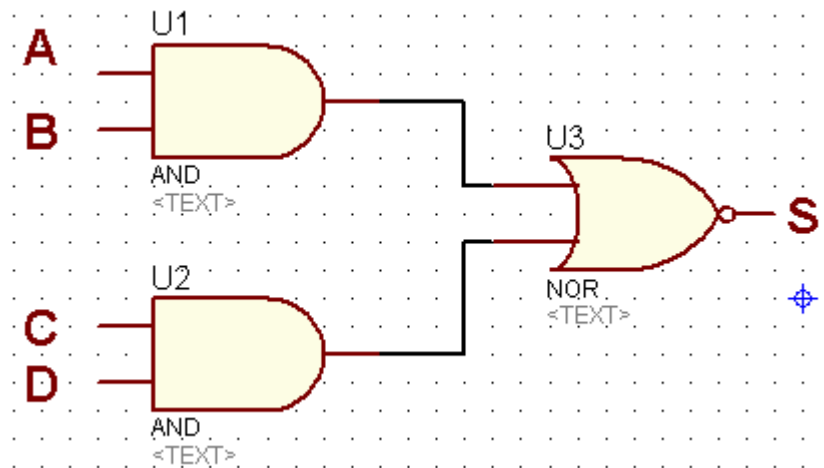 U1
A
B
AND
<TEXT>
U3
S
NOR
<TEXT>
U2
C
D
AND
<TEXT>